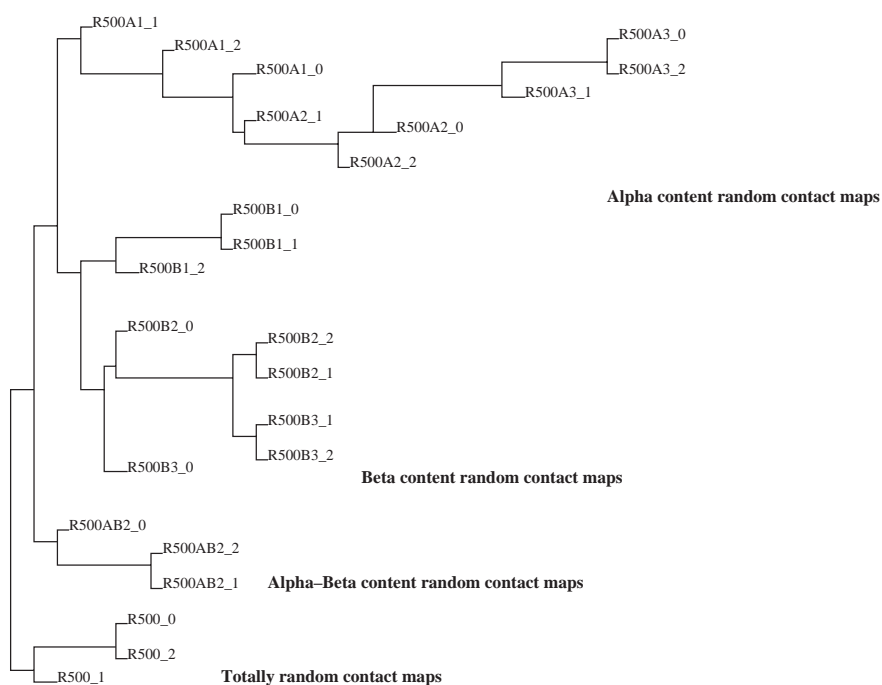 R500A1_1
R500A3_0
R500A1_2
R500A1_0
R500A3_2
R500A3_1
R500A2_1
R500A2_0
R500A2_2
Alpha content random contact maps
R500B1_0
R500B1_1
R500B1_2
R500B2_0
R500B2_2
R500B2_1
R500B3_1
R500B3_2
R500B3_0
Beta content random contact maps
R500AB2_0
R500AB2_2
R500AB2_1
Alpha–Beta content random contact maps
R500_0
R500_2
R500_1
Totally random contact maps